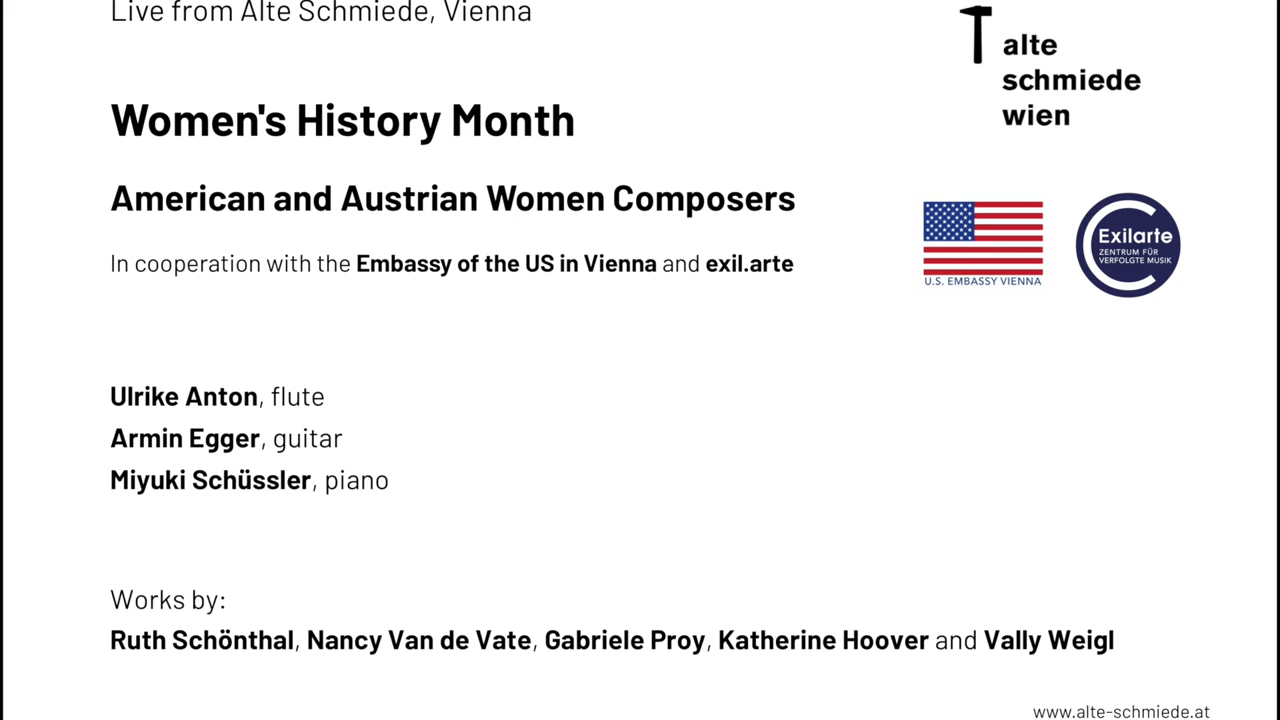 Live from Alte Schmiede, Vienna
alte
schmiede
wien
Women's History Month
American and Austrian Women Composers
In cooperation with the Embassy of the US in Vienna and exil.arte
U.S. EMBASSY VIENNA
Exilarte
ZENTRUM FÜR
VERFOLGTE MUSIK
Ulrike Anton, flute
Armin Egger, guitar
Miyuki Schüssler, piano
Works by:
Ruth Schönthal, Nancy Van de Vate, Gabriele Proy, Katherine Hoover and Vally Weigl
www.alte-schmiede.at